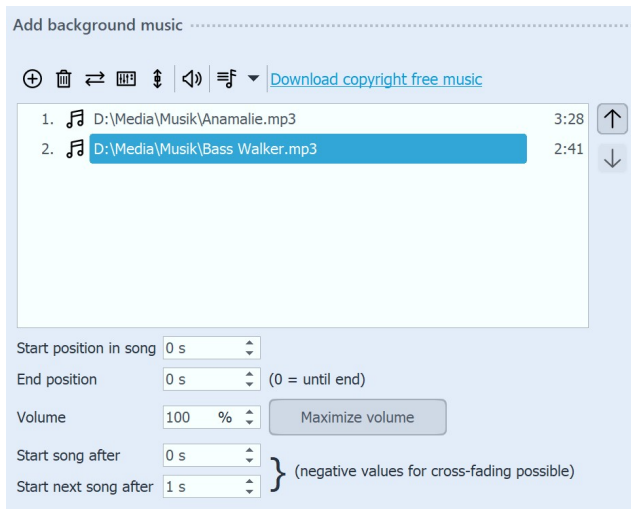 Add background music
Download copyright free music
1. D:\Media\Musik\Anamalie.mp3 3:28
2. D:\Media\Musik\Bass Walker.mp3 2:41
Start position in song 0 s
End position 0 s (0 = until end)
Volume 100 % Maximize volume
Start song after 0 s
(negative values for cross-fading possible)
Start next song after 1 s